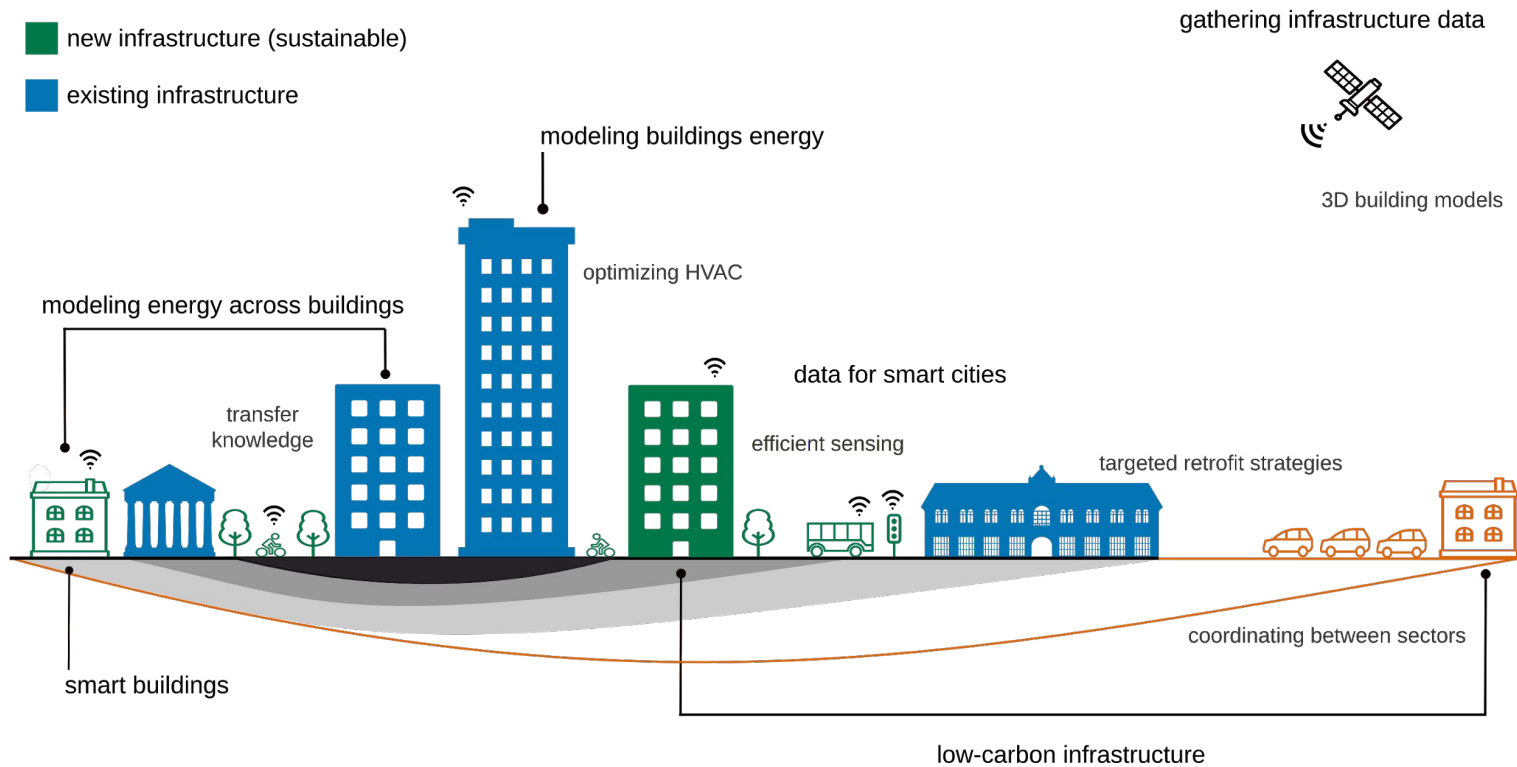 gathering infrastructure data
new infrastructure (sustainable)
existing infrastructure
modeling buildings energy
3D building models
optimizing HVAC
modeling energy across buildings
data for smart cities
transfer
knowledge
efficient sensing
targeted retrofit strategies
coordinating between sectors
smart buildings
low-carbon infrastructure